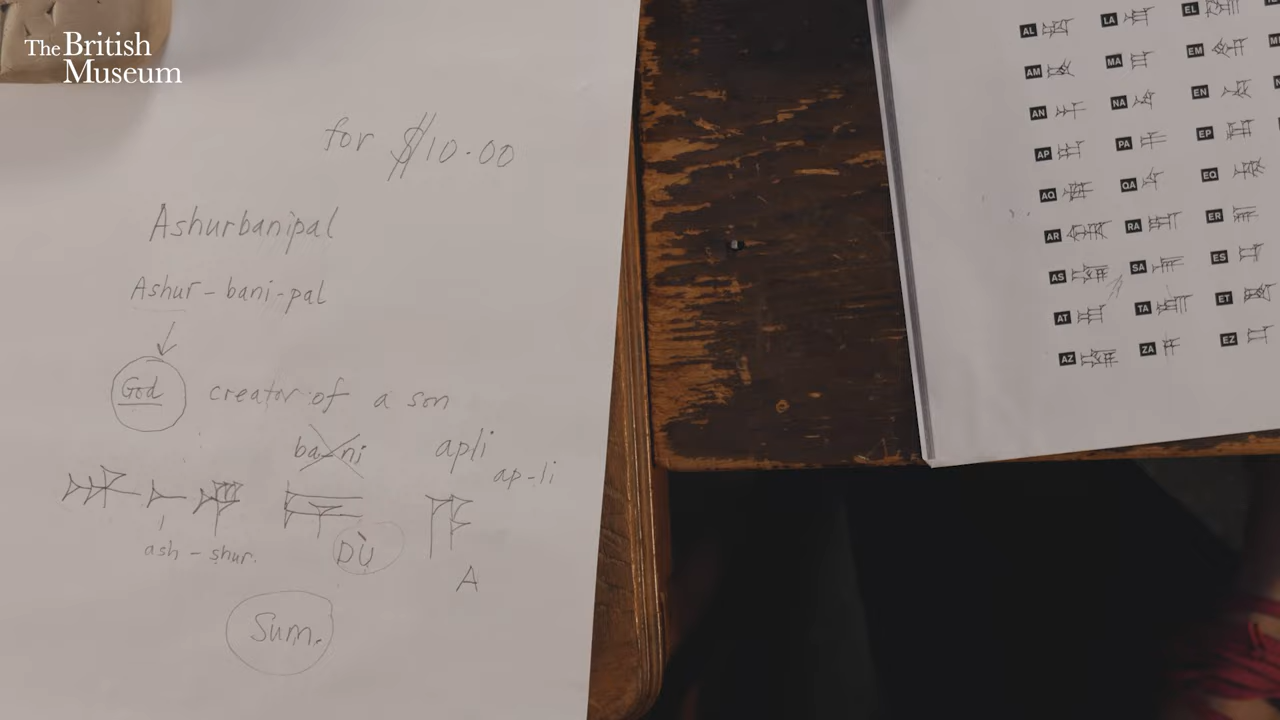 The British
Museum
for $10.00
Ashurbanipal
Ashur-bani-pal
God creator of a son
ba-ni apli
ap-li
𒀭 𒀸 𒋩 𒆕 𒀀
ash-shur.
DÙ
A
Sum.
AL LA EL
AM MA EM
AN NA EN
AP PA EP
AQ QA EQ
AR RA ER
AS SA ES
AT TA ET
AZ ZA EZ